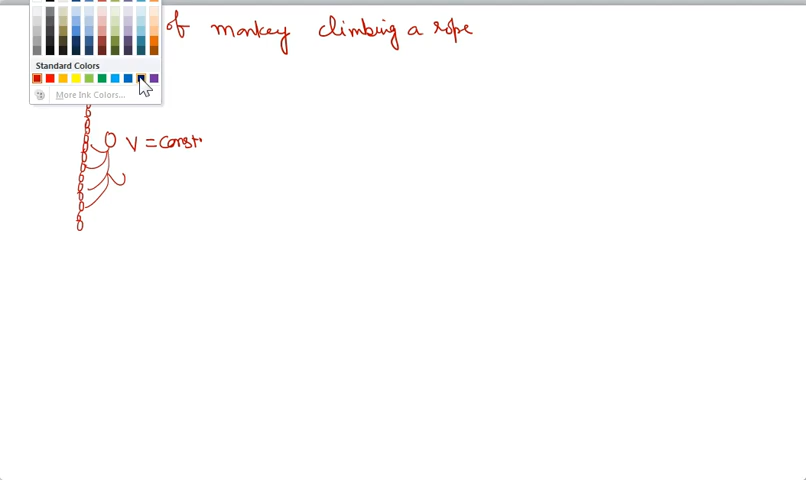 of monkey climbing a rope
Standard Colors
More Ink Colors...
V = const.